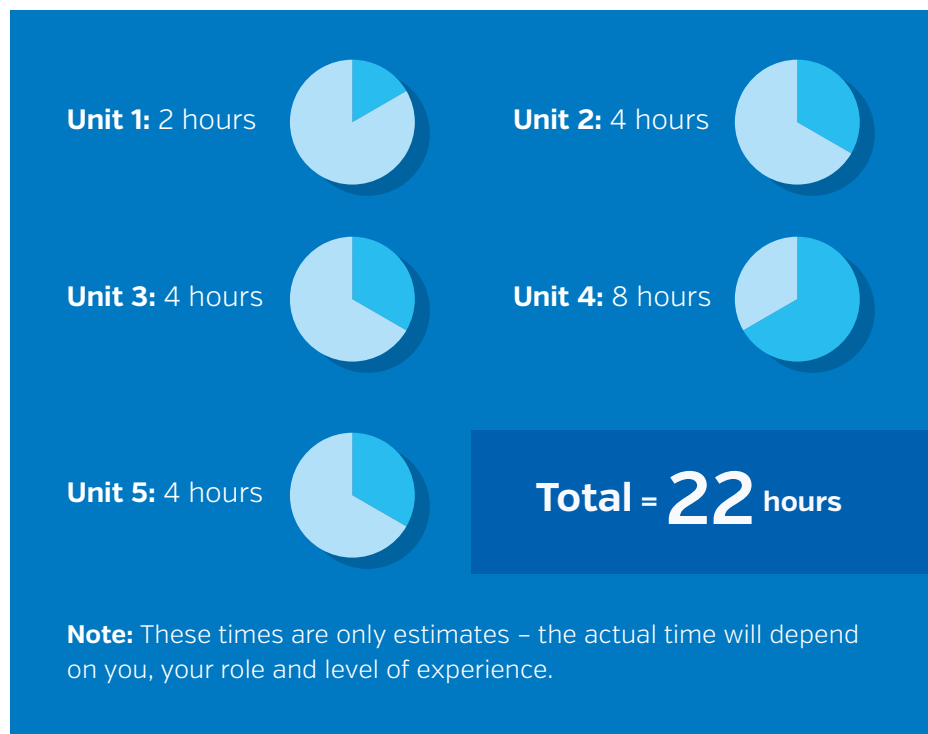 Unit 1: 2 hours
Unit 2: 4 hours
Unit 3: 4 hours
Unit 4: 8 hours
Unit 5: 4 hours
Total = 22 hours
Note: These times are only estimates – the actual time will depend
on you, your role and level of experience.